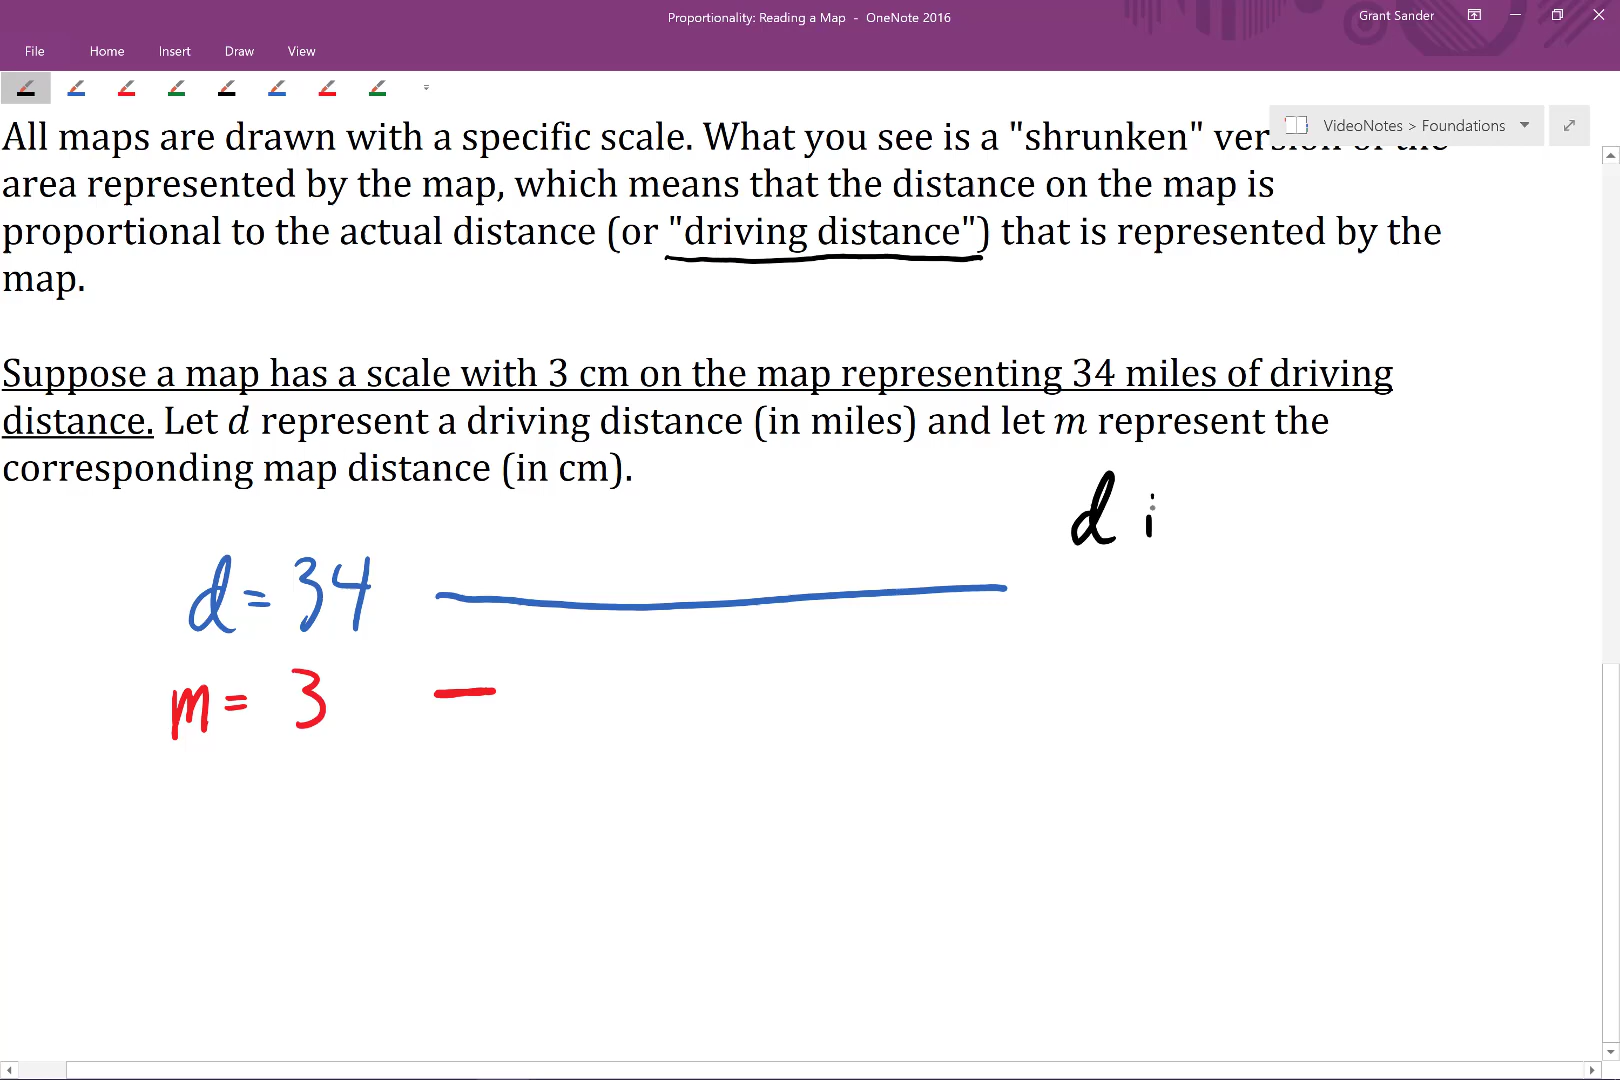 Proportionality: Reading a Map - OneNote 2016
Grant Sander
File Home Insert Draw View
VideoNotes > Foundations
All maps are drawn with a specific scale. What you see is a "shrunken" version of the
area represented by the map, which means that the distance on the map is
proportional to the actual distance (or "driving distance") that is represented by the
map.
Suppose a map has a scale with 3 cm on the map representing 34 miles of driving
distance. Let d represent a driving distance (in miles) and let m represent the
corresponding map distance (in cm).
d i
d = 34
m = 3